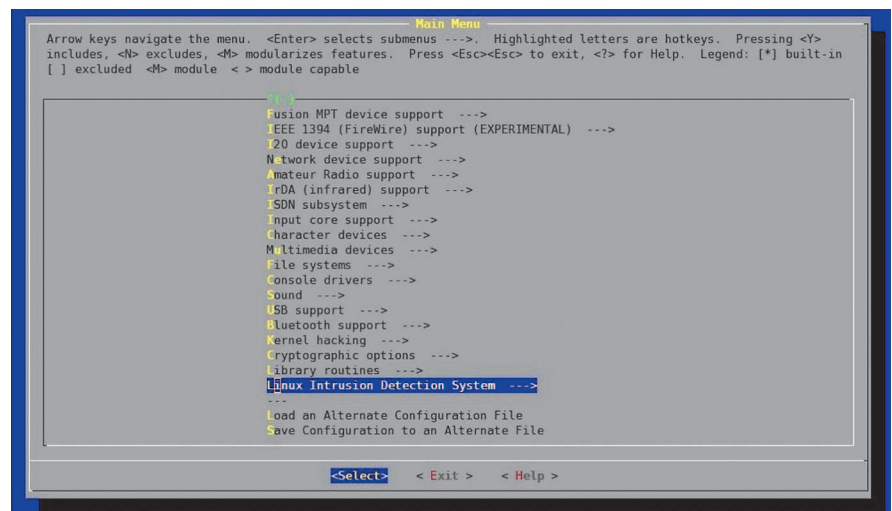 Main Menu
Arrow keys navigate the menu. <Enter> selects submenus --->. Highlighted letters are hotkeys. Pressing <Y>
includes, <N> excludes, <M> modularizes features. Press <Esc><Esc> to exit, <?> for Help. Legend: [*] built-in
[ ] excluded <M> module < > module capable
^(-)
Fusion MPT device support --->
IEEE 1394 (FireWire) support (EXPERIMENTAL) --->
I2O device support --->
Network device support --->
Amateur Radio support --->
IrDA (infrared) support --->
ISDN subsystem --->
Input core support --->
Character devices --->
Multimedia devices --->
File systems --->
Console drivers --->
Sound --->
USB support --->
Bluetooth support --->
Kernel hacking --->
Cryptographic options --->
Library routines --->
Linux Intrusion Detection System --->
---
Load an Alternate Configuration File
Save Configuration to an Alternate File
<Select> < Exit > < Help >